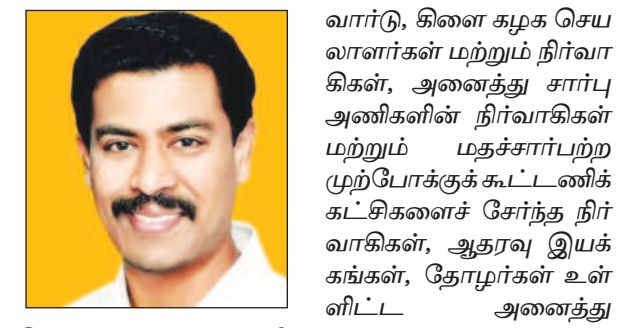 வார்டு, கிளை கழக செய
லாளர்கள் மற்றும் நிர்வா
கிகள், அனைத்து சார்பு
அணிகளின் நிர்வாகிகள்
மற்றும் மதச்சார்பற்ற
முற்போக்குக் கூட்டணிக்
கட்சிகளைச் சேர்ந்த நிர்
வாகிகள், ஆதரவு இயக்
கங்கள், தோழர்கள் உள்
ளிட்ட அனைத்து